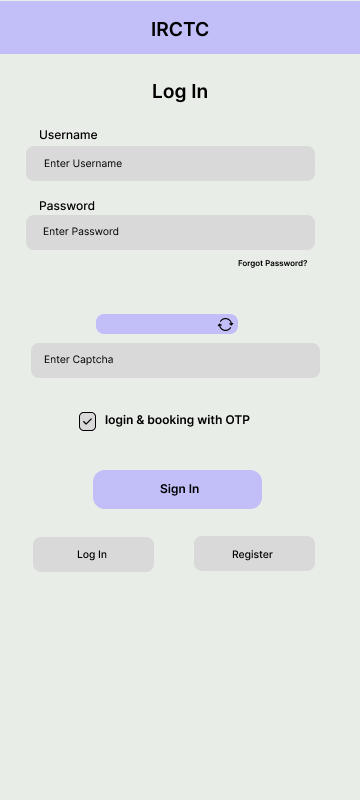 IRCTC
Log In
Username
Enter Username
Password
Enter Password
Forgot Password?
Enter Captcha
login & booking with OTP
Sign In
Log In
Register